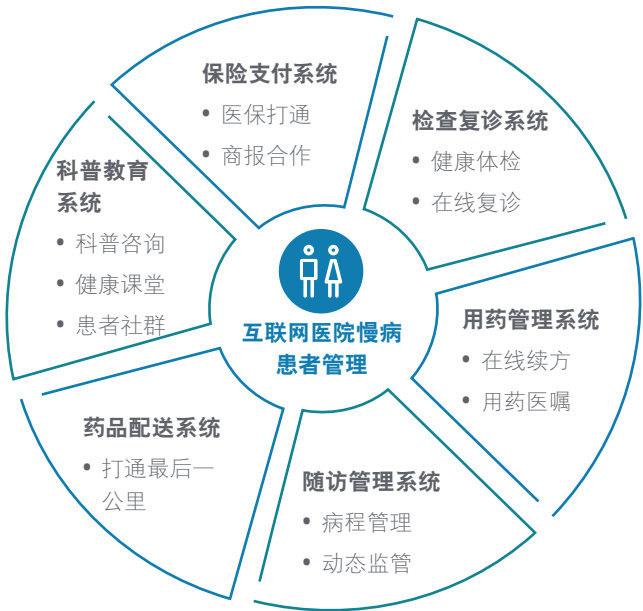 保险支付系统
• 医保打通
• 商报合作
检查复诊系统
• 健康体检
• 在线复诊
科普教育
系统
• 科普咨询
• 健康课堂
• 患者社群
互联网医院慢病
患者管理
用药管理系统
• 在线续方
• 用药医嘱
药品配送系统
• 打通最后一
公里
随访管理系统
• 病程管理
• 动态监管